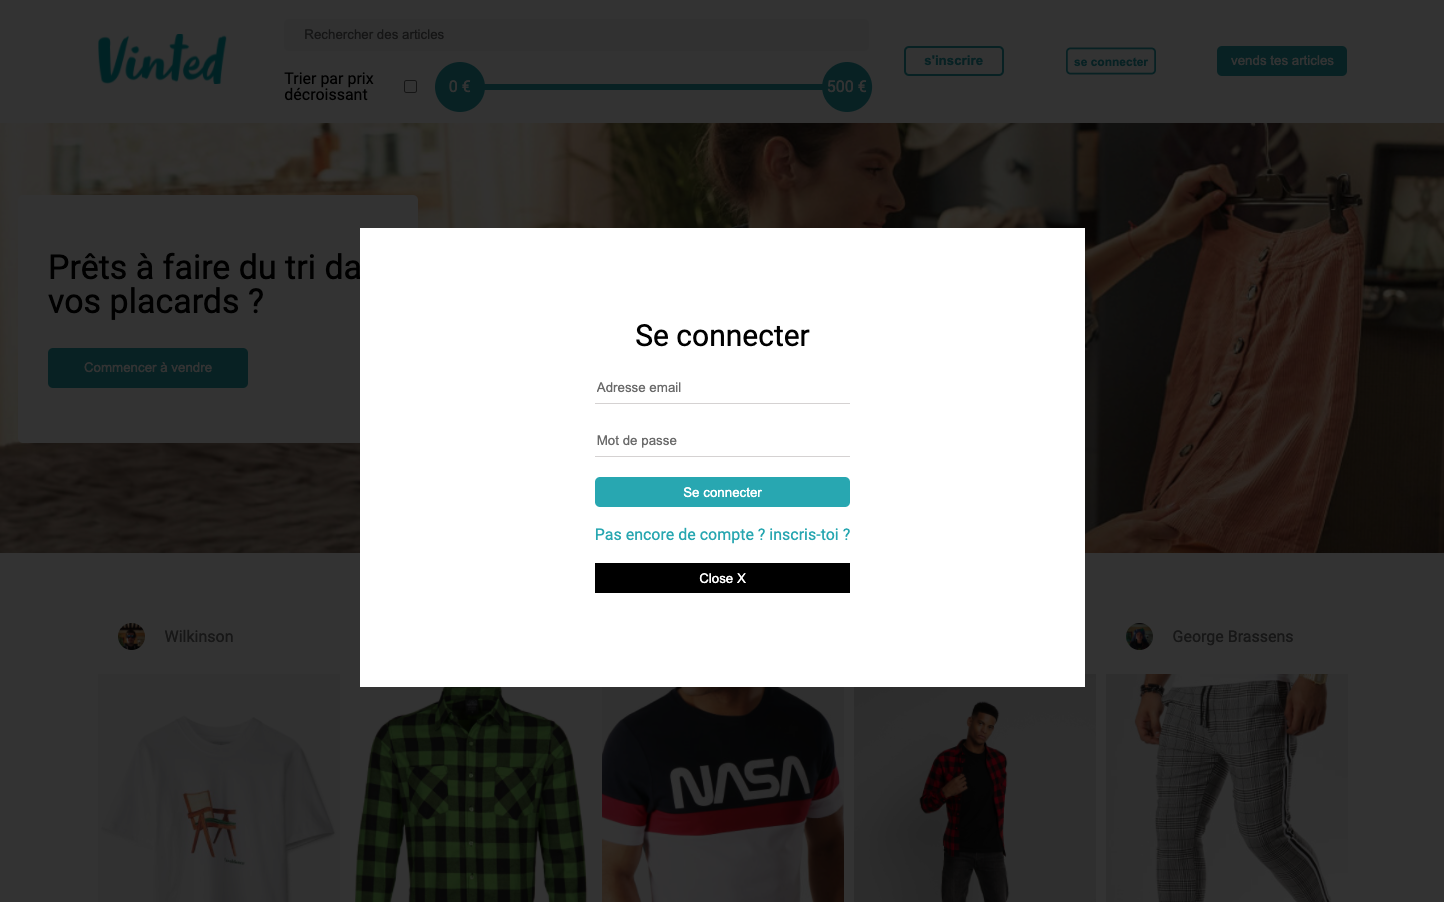 Vinted
Rechercher des articles
Trier par prix
décroissant
0 €
500 €
s'inscrire
se connecter
vends tes articles
Prêts à faire du tri da
vos placards ?
Commencer à vendre
Se connecter
Adresse email
Mot de passe
Se connecter
Pas encore de compte ? inscris-toi ?
Close X
Wilkinson
George Brassens
NASA